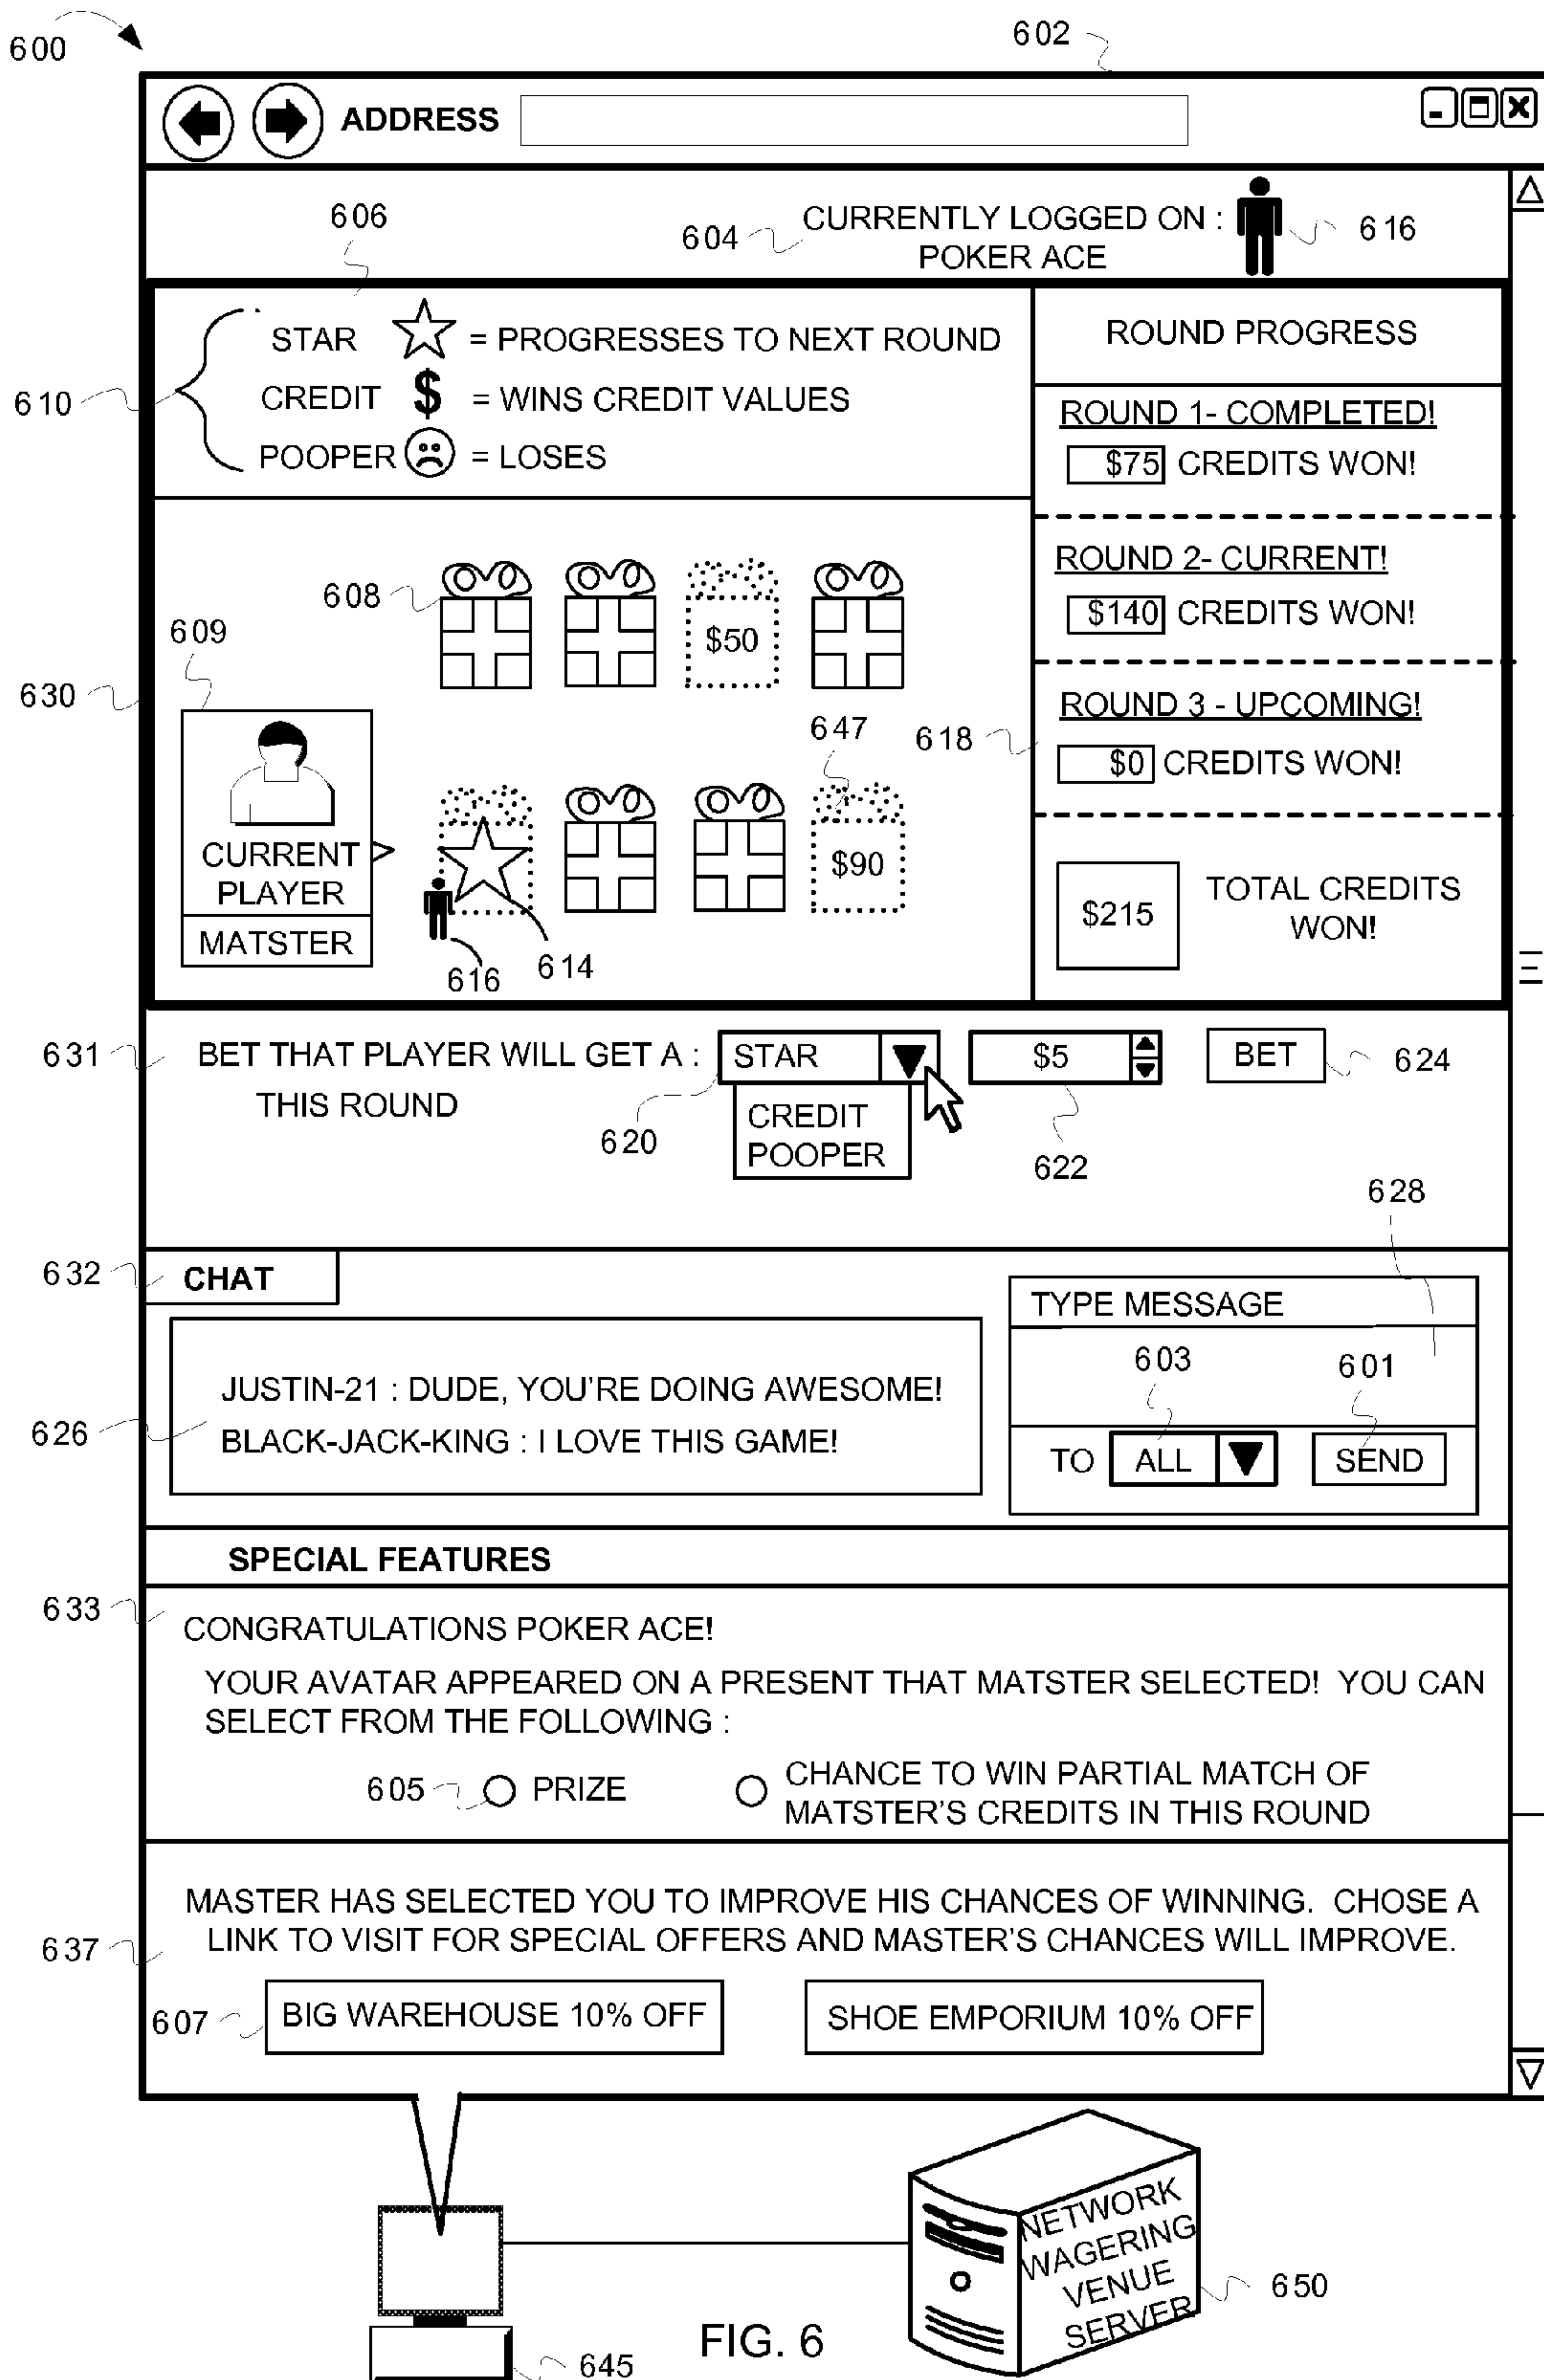 600
602
ADDRESS
606
604
CURRENTLY LOGGED ON :
POKER ACE
616
610
STAR = PROGRESSES TO NEXT ROUND
CREDIT $ = WINS CREDIT VALUES
POOPER = LOSES
ROUND PROGRESS
ROUND 1- COMPLETED!
$75 CREDITS WON!
ROUND 2- CURRENT!
$140 CREDITS WON!
ROUND 3 - UPCOMING!
$0 CREDITS WON!
618
$215
TOTAL CREDITS
WON!
608
$50
609
630
647
CURRENT
PLAYER
MATSTER
$90
616
614
631
BET THAT PLAYER WILL GET A :
THIS ROUND
STAR
CREDIT
POOPER
620
$5
622
BET
624
628
632
CHAT
JUSTIN-21 : DUDE, YOU'RE DOING AWESOME!
BLACK-JACK-KING : I LOVE THIS GAME!
626
TYPE MESSAGE
603
601
TO ALL SEND
SPECIAL FEATURES
633
CONGRATULATIONS POKER ACE!
YOUR AVATAR APPEARED ON A PRESENT THAT MATSTER SELECTED! YOU CAN
SELECT FROM THE FOLLOWING :
605
PRIZE
CHANCE TO WIN PARTIAL MATCH OF
MATSTER'S CREDITS IN THIS ROUND
MASTER HAS SELECTED YOU TO IMPROVE HIS CHANCES OF WINNING. CHOSE A
LINK TO VISIT FOR SPECIAL OFFERS AND MASTER'S CHANCES WILL IMPROVE.
637
607
BIG WAREHOUSE 10% OFF
SHOE EMPORIUM 10% OFF
NETWORK
WAGERING
VENUE
SERVER
650
FIG. 6
645